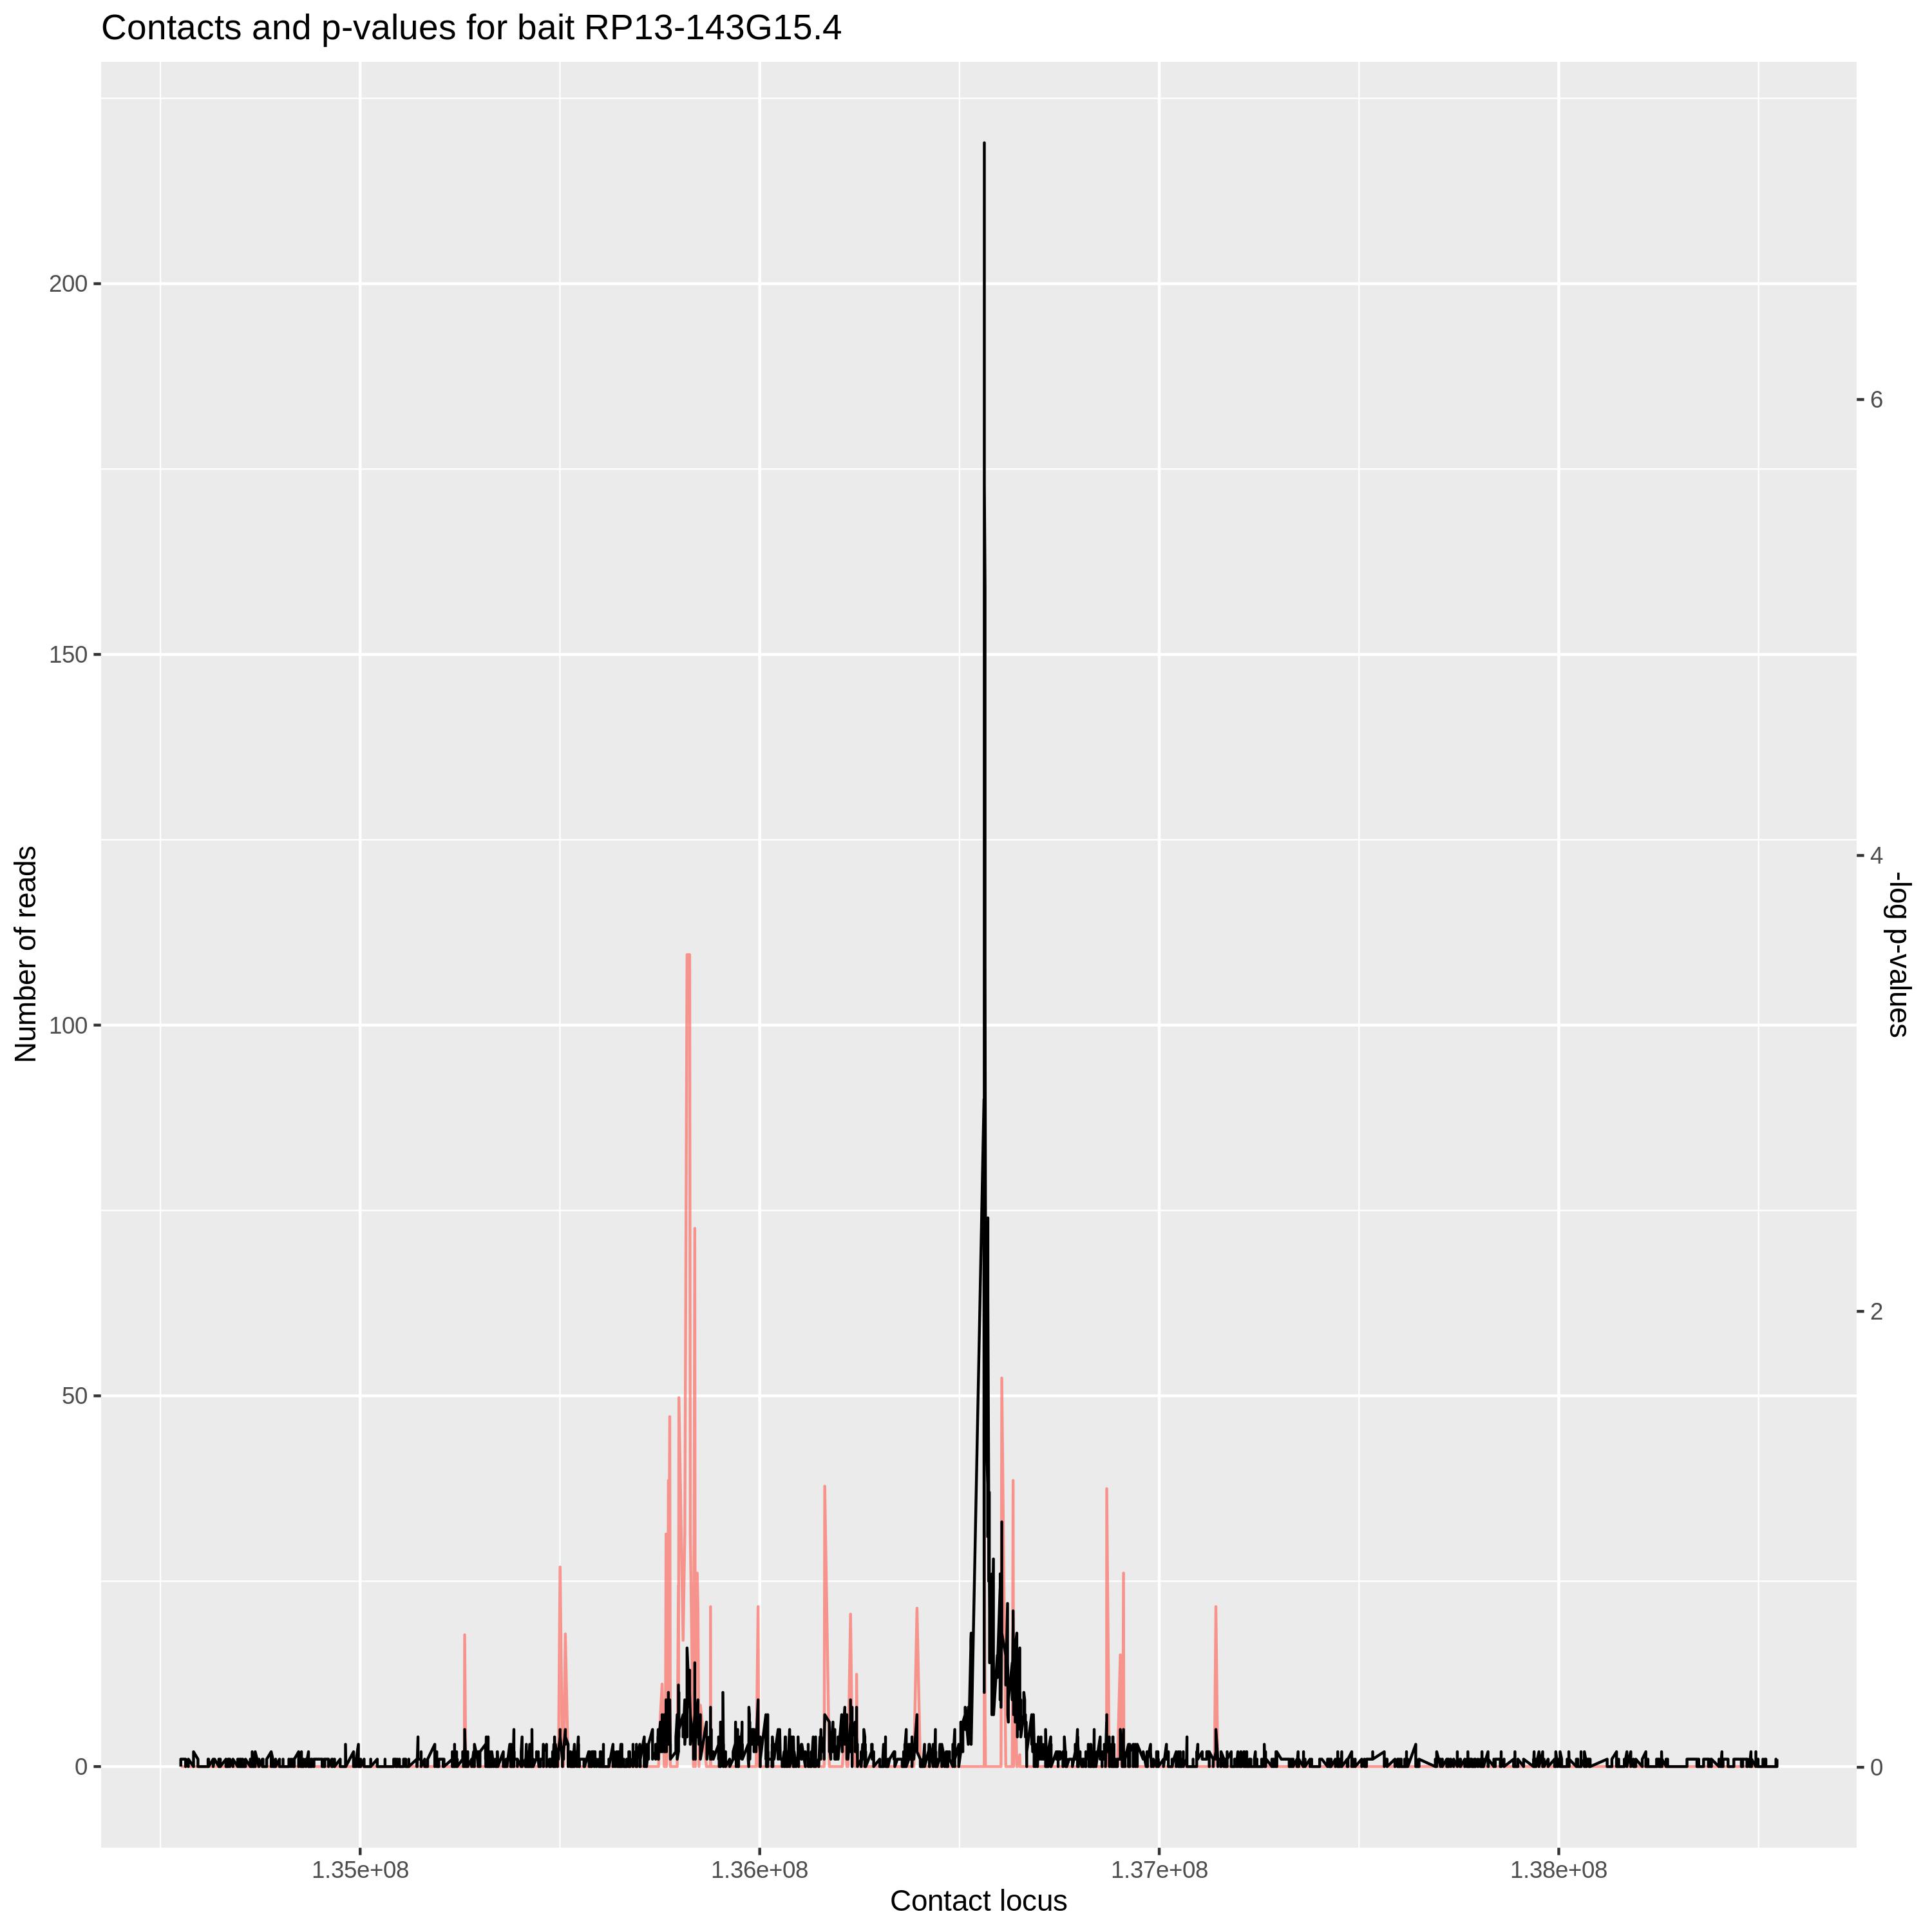 Contacts and p-values for bait RP13-143G15.4
200
150
100
50
0
Number of reads
6
4
2
0
-log p-values
1.35e+08
1.36e+08
1.37e+08
1.38e+08
Contact locus